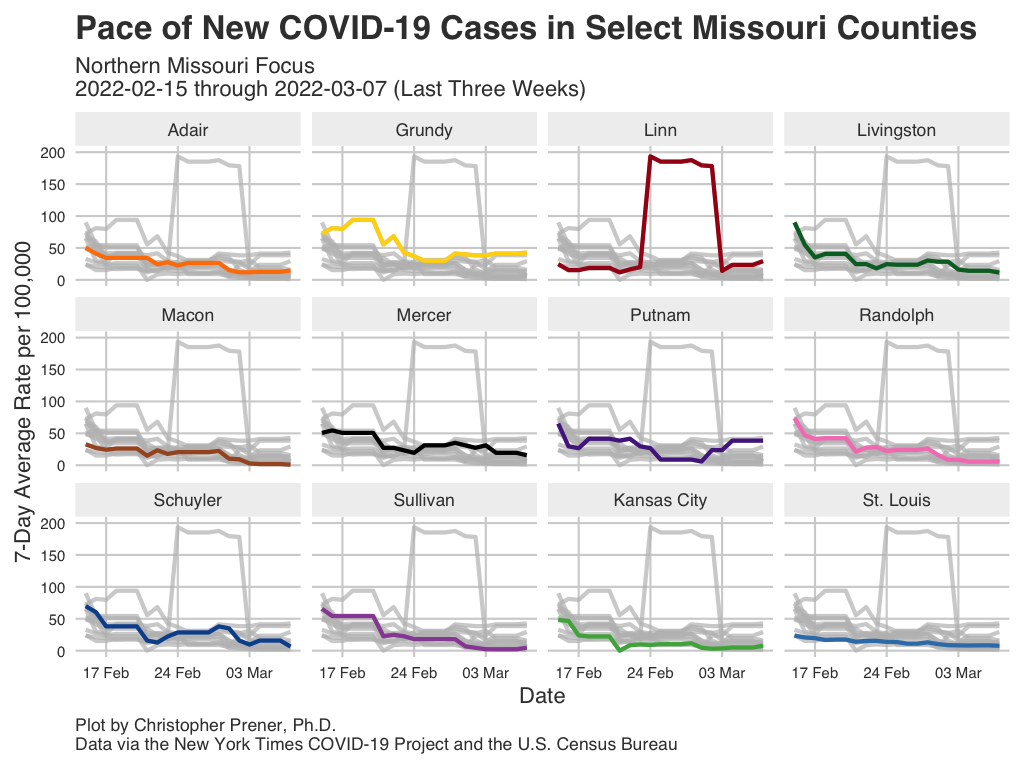 Pace of New COVID-19 Cases in Select Missouri Counties
Northern Missouri Focus
2022-02-15 through 2022-03-07 (Last Three Weeks)
Adair
Grundy
Linn
Livingston
200
150
100
50
0
Macon
Mercer
Putnam
Randolph
200
150
100
50
0
Schuyler
Sullivan
Kansas City
St. Louis
200
150
100
50
0
17 Feb 24 Feb 03 Mar
17 Feb 24 Feb 03 Mar
17 Feb 24 Feb 03 Mar
17 Feb 24 Feb 03 Mar
7-Day Average Rate per 100,000
Date
Plot by Christopher Prener, Ph.D.
Data via the New York Times COVID-19 Project and the U.S. Census Bureau